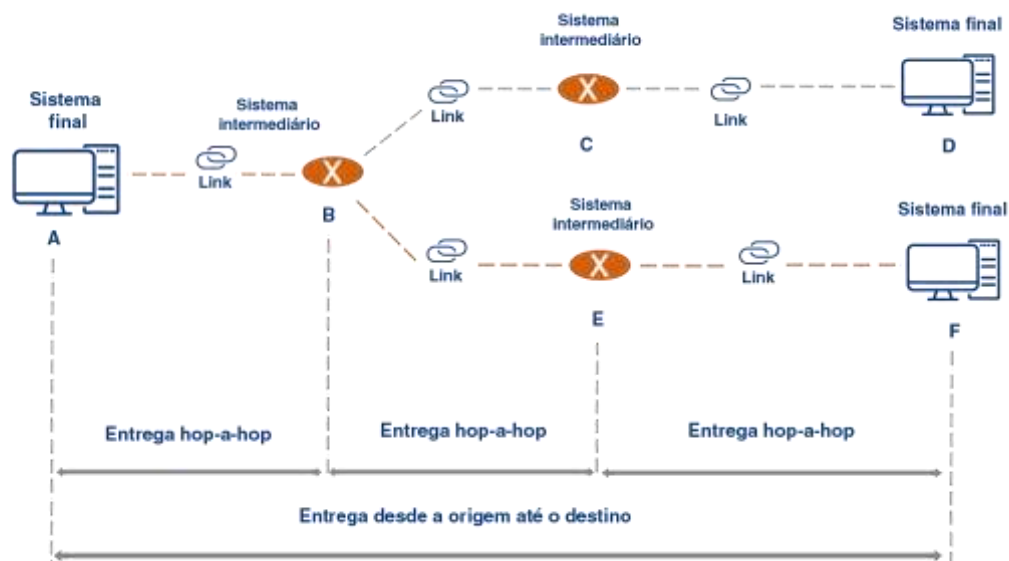 Sistema
intermediário
Sistema final
Sistema
final
Sistema
intermediário
Link
Link
C
D
Link
Link
A
B
Sistema
intermediário
Sistema final
Link
Link
E
F
Entrega hop-a-hop
Entrega hop-a-hop
Entrega hop-a-hop
Entrega desde a origem até o destino